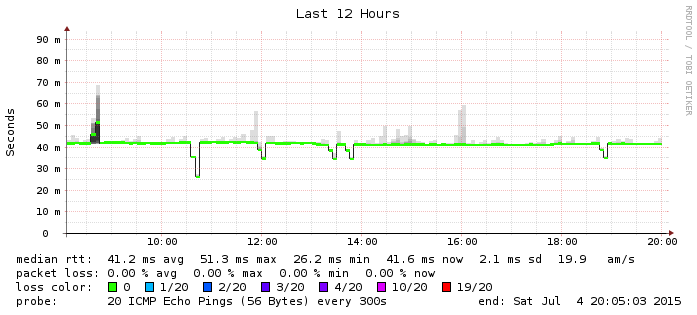 Last 12 Hours
RRDTOOL / TOBI OETIKER
Seconds
90 m
80 m
70 m
60 m
50 m
40 m
30 m
20 m
10 m
0
10:00 12:00 14:00 16:00 18:00 20:00
median rtt: 41.2 ms avg 51.3 ms max 26.2 ms min 41.6 ms now 2.1 ms sd 19.9 am/s
packet loss: 0.00 % avg 0.00 % max 0.00 % min 0.00 % now
loss color: 0 1/20 2/20 3/20 4/20 10/20 19/20
probe: 20 ICMP Echo Pings (56 Bytes) every 300s end: Sat Jul 4 20:05:03 2015